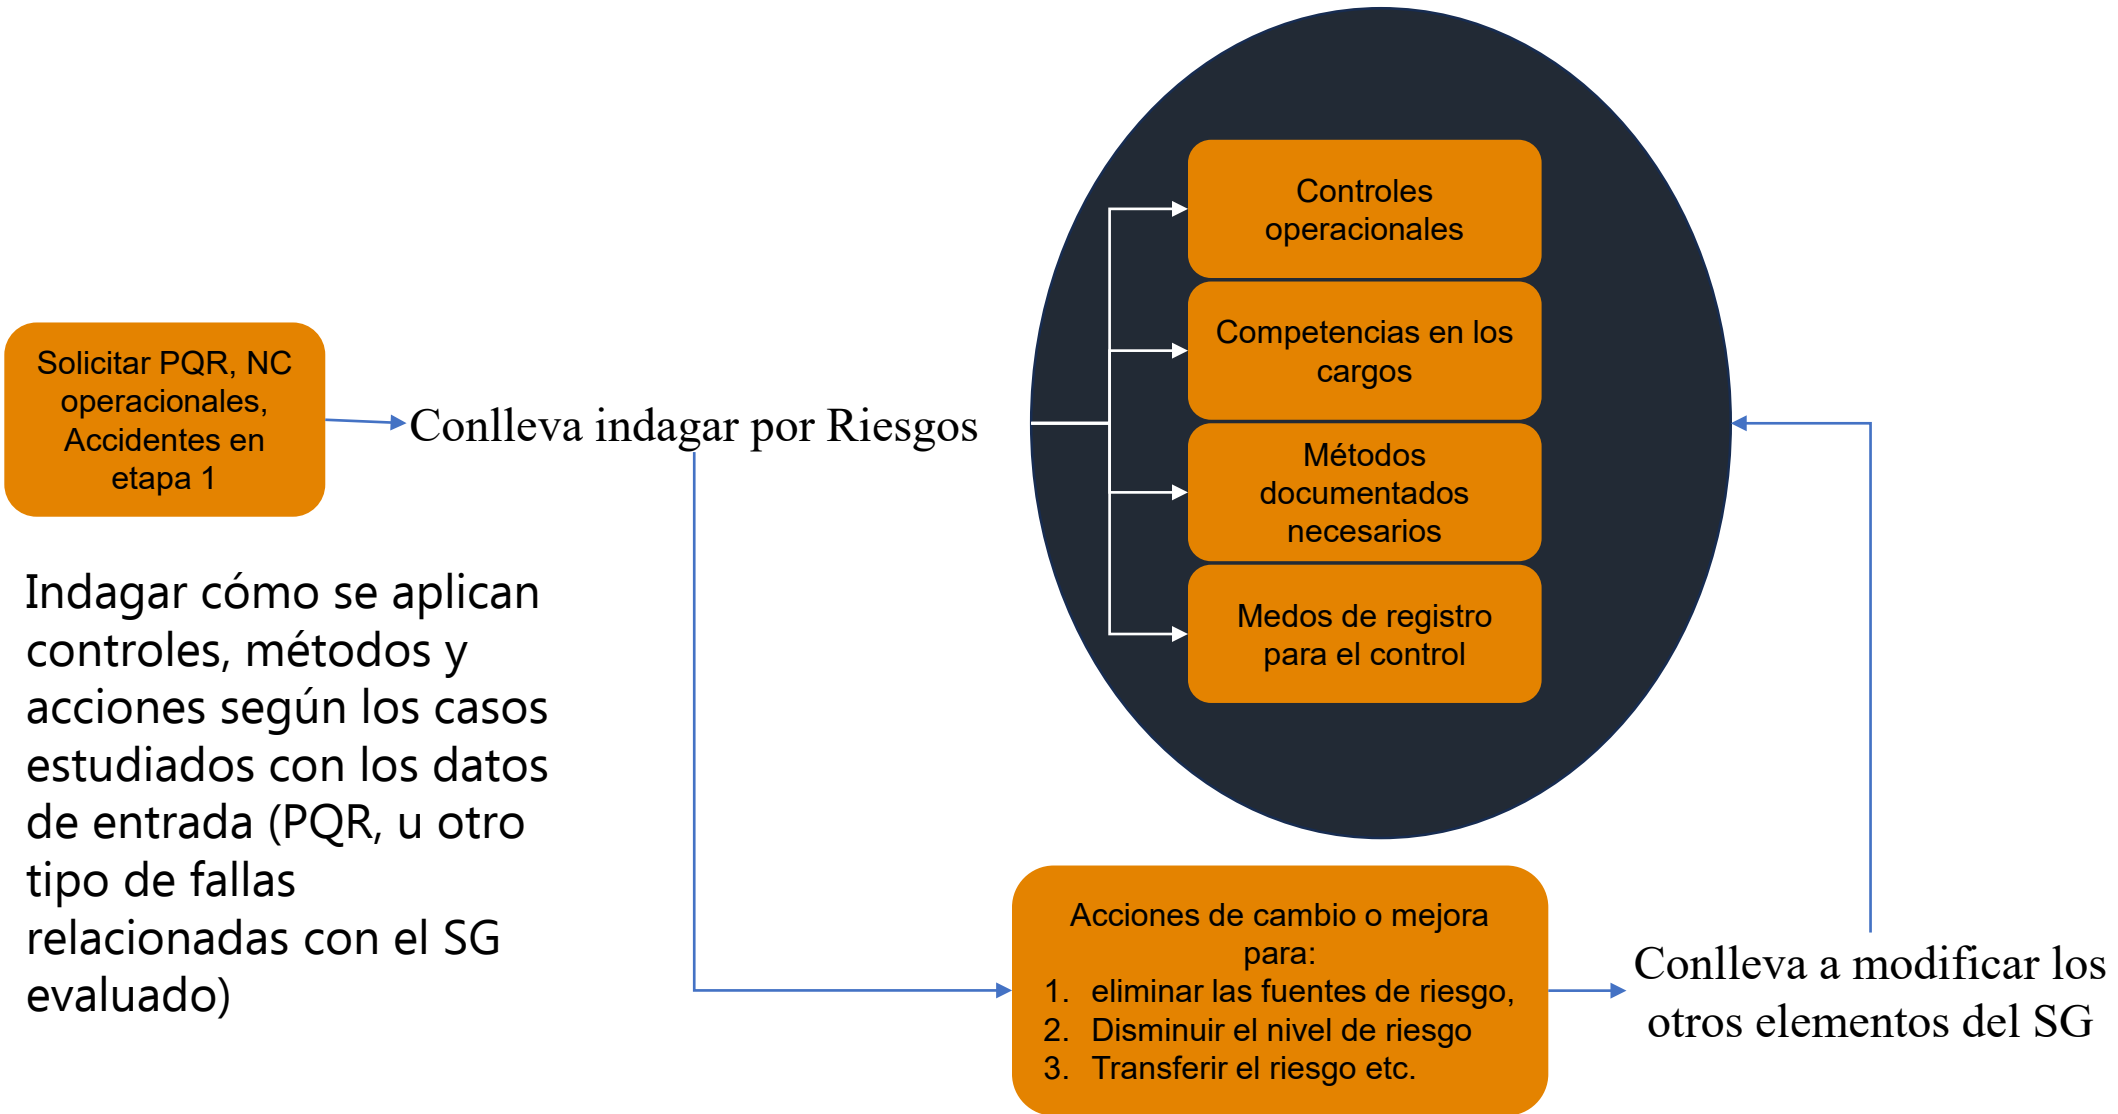 Controles
operacionales
Competencias en los
cargos
Métodos
documentados
necesarios
Medos de registro
para el control
Solicitar PQR, NC
operacionales,
Accidentes en
etapa 1
Conlleva indagar por Riesgos
Indagar cómo se aplican
controles, métodos y
acciones según los casos
estudiados con los datos
de entrada (PQR, u otro
tipo de fallas
relacionadas con el SG
evaluado)
Acciones de cambio o mejora
para:
1. eliminar las fuentes de riesgo,
2. Disminuir el nivel de riesgo
3. Transferir el riesgo etc.
Conlleva a modificar los
otros elementos del SG